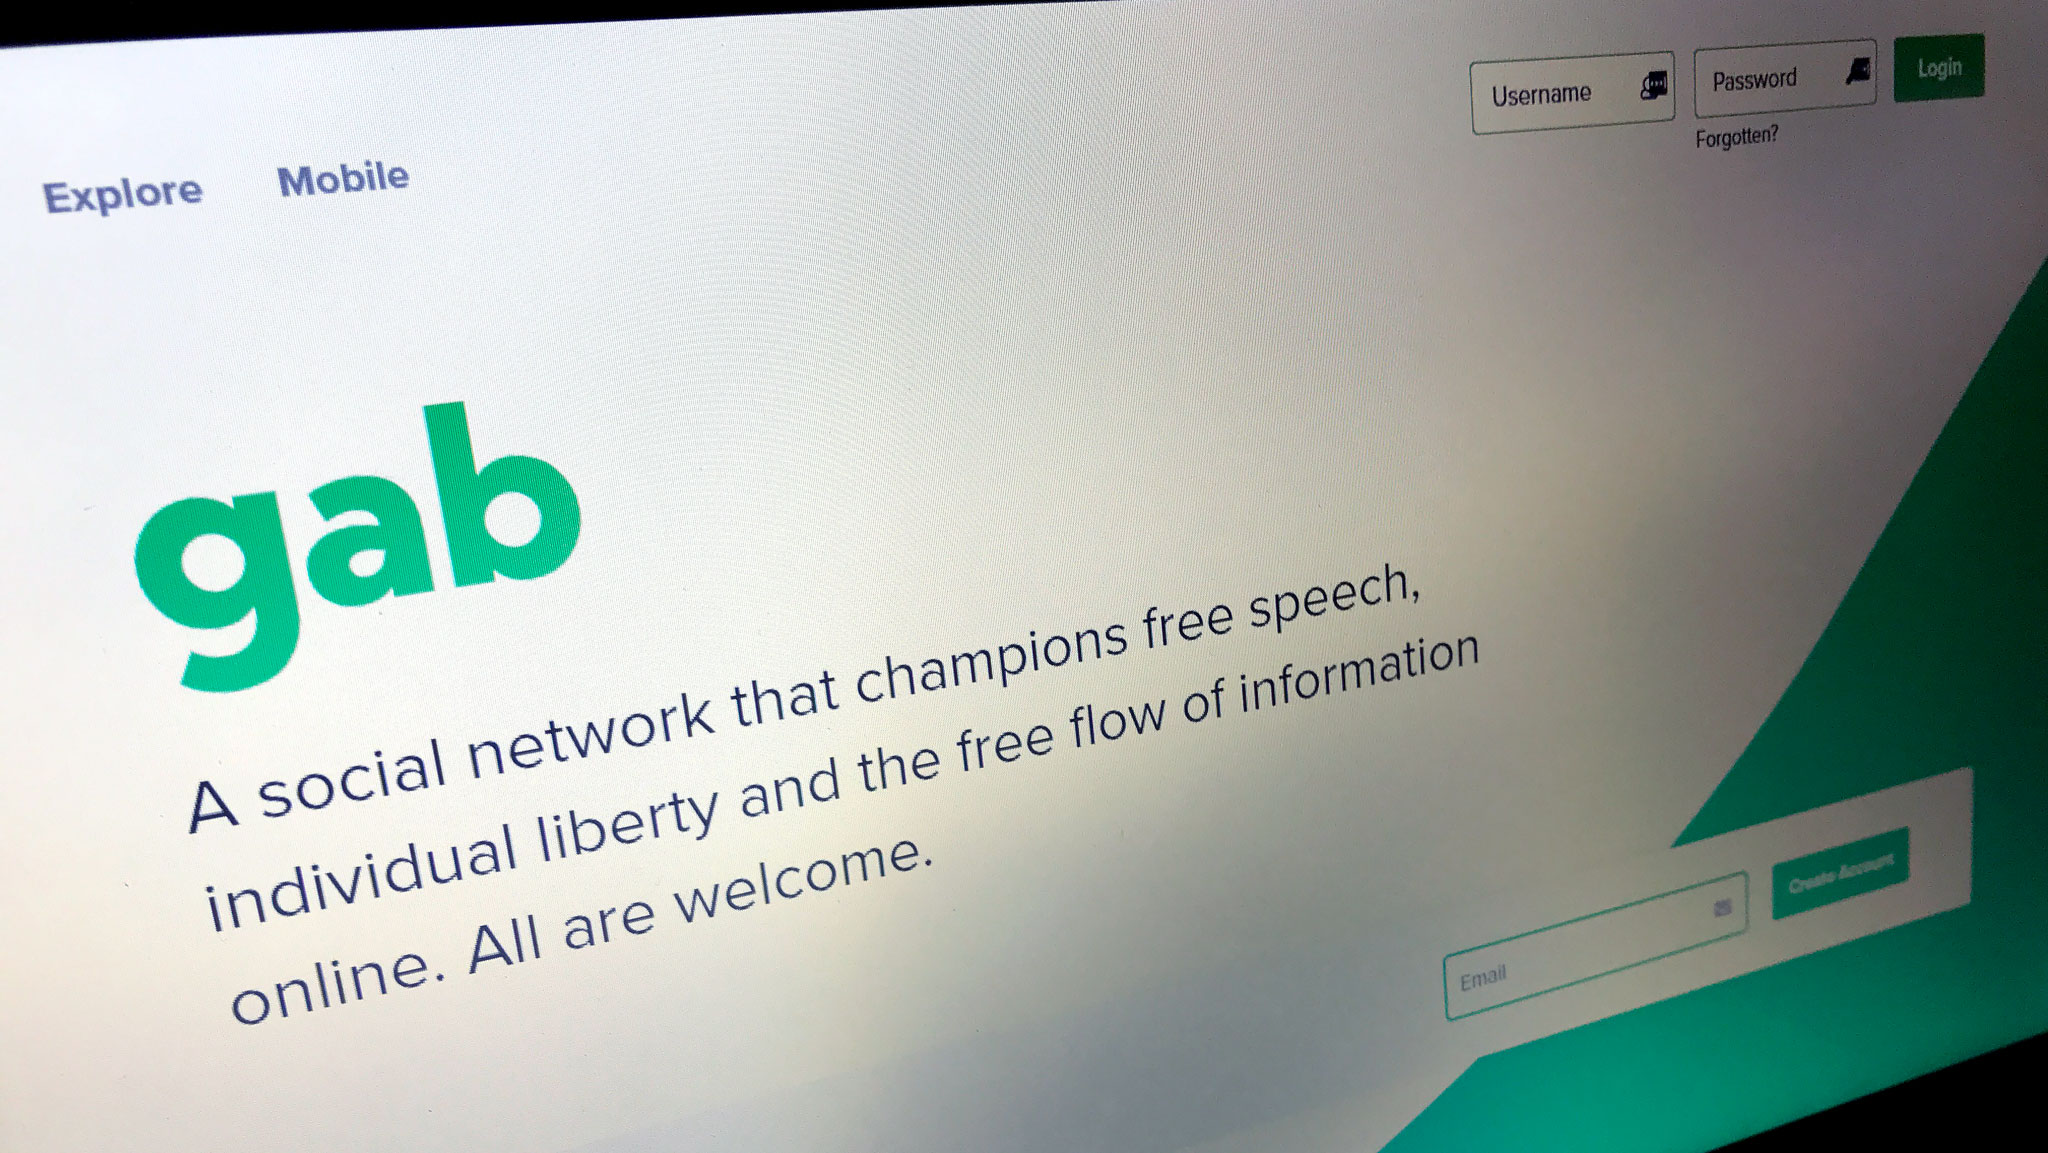 Username
Password
Login
Forgotten?
Explore
Mobile
gab
A social network that champions free speech,
individual liberty and the free flow of information
online. All are welcome.
Email
Create Account